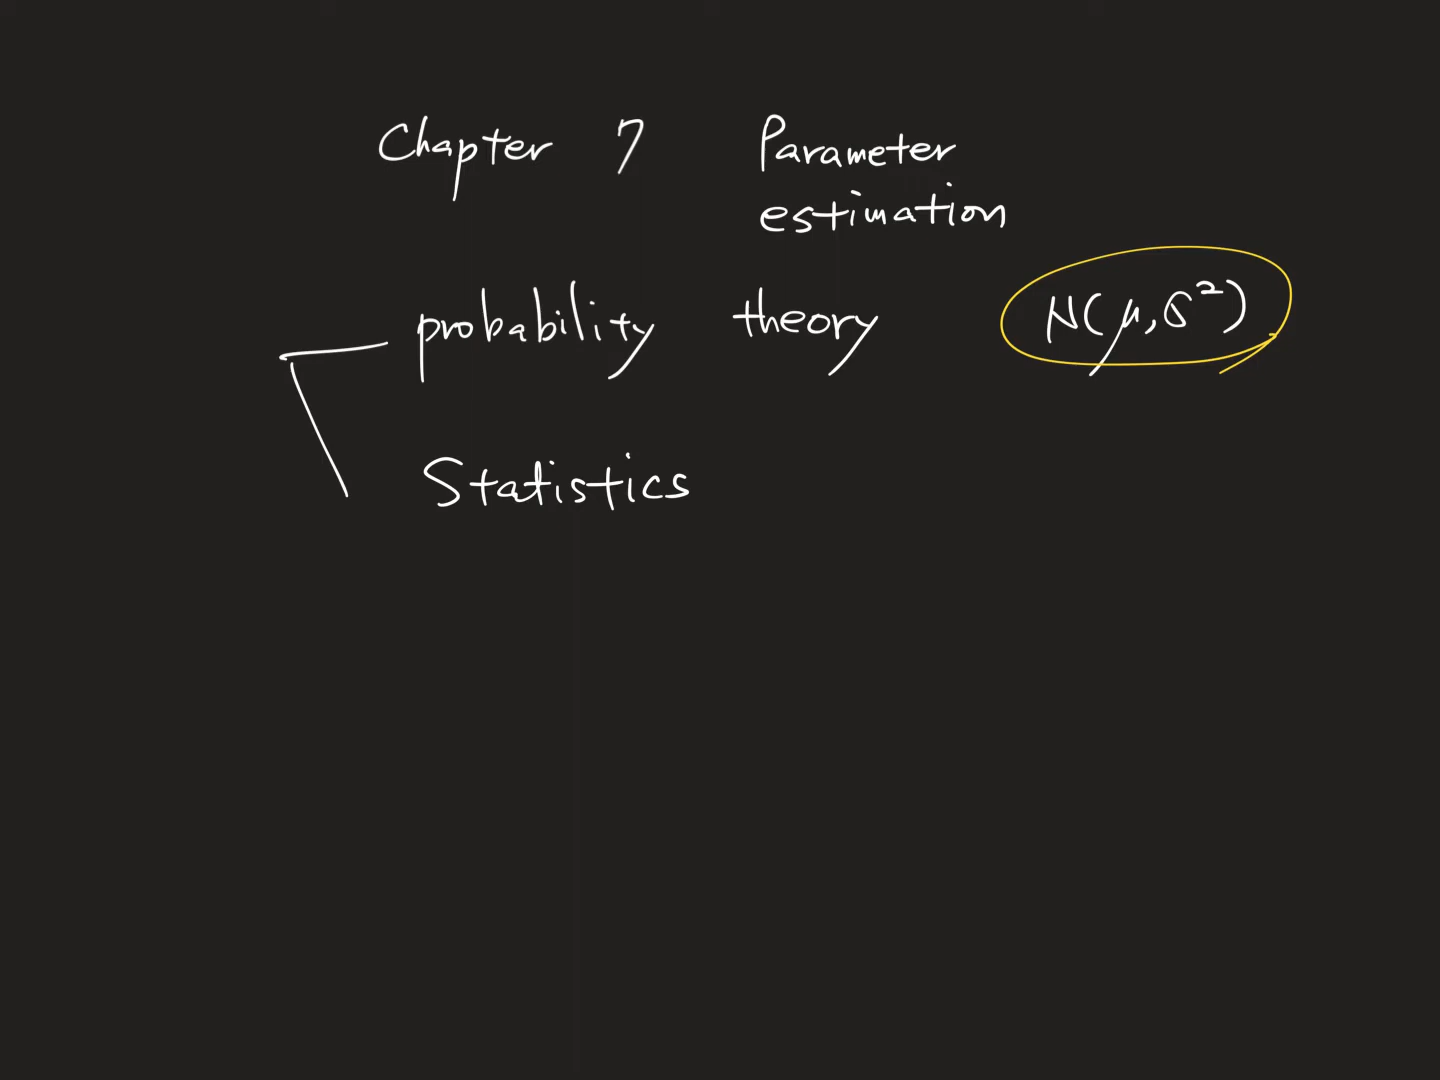 Chapter 7 Parameter
estimation
probability theory N(μ, σ²)
Statistics